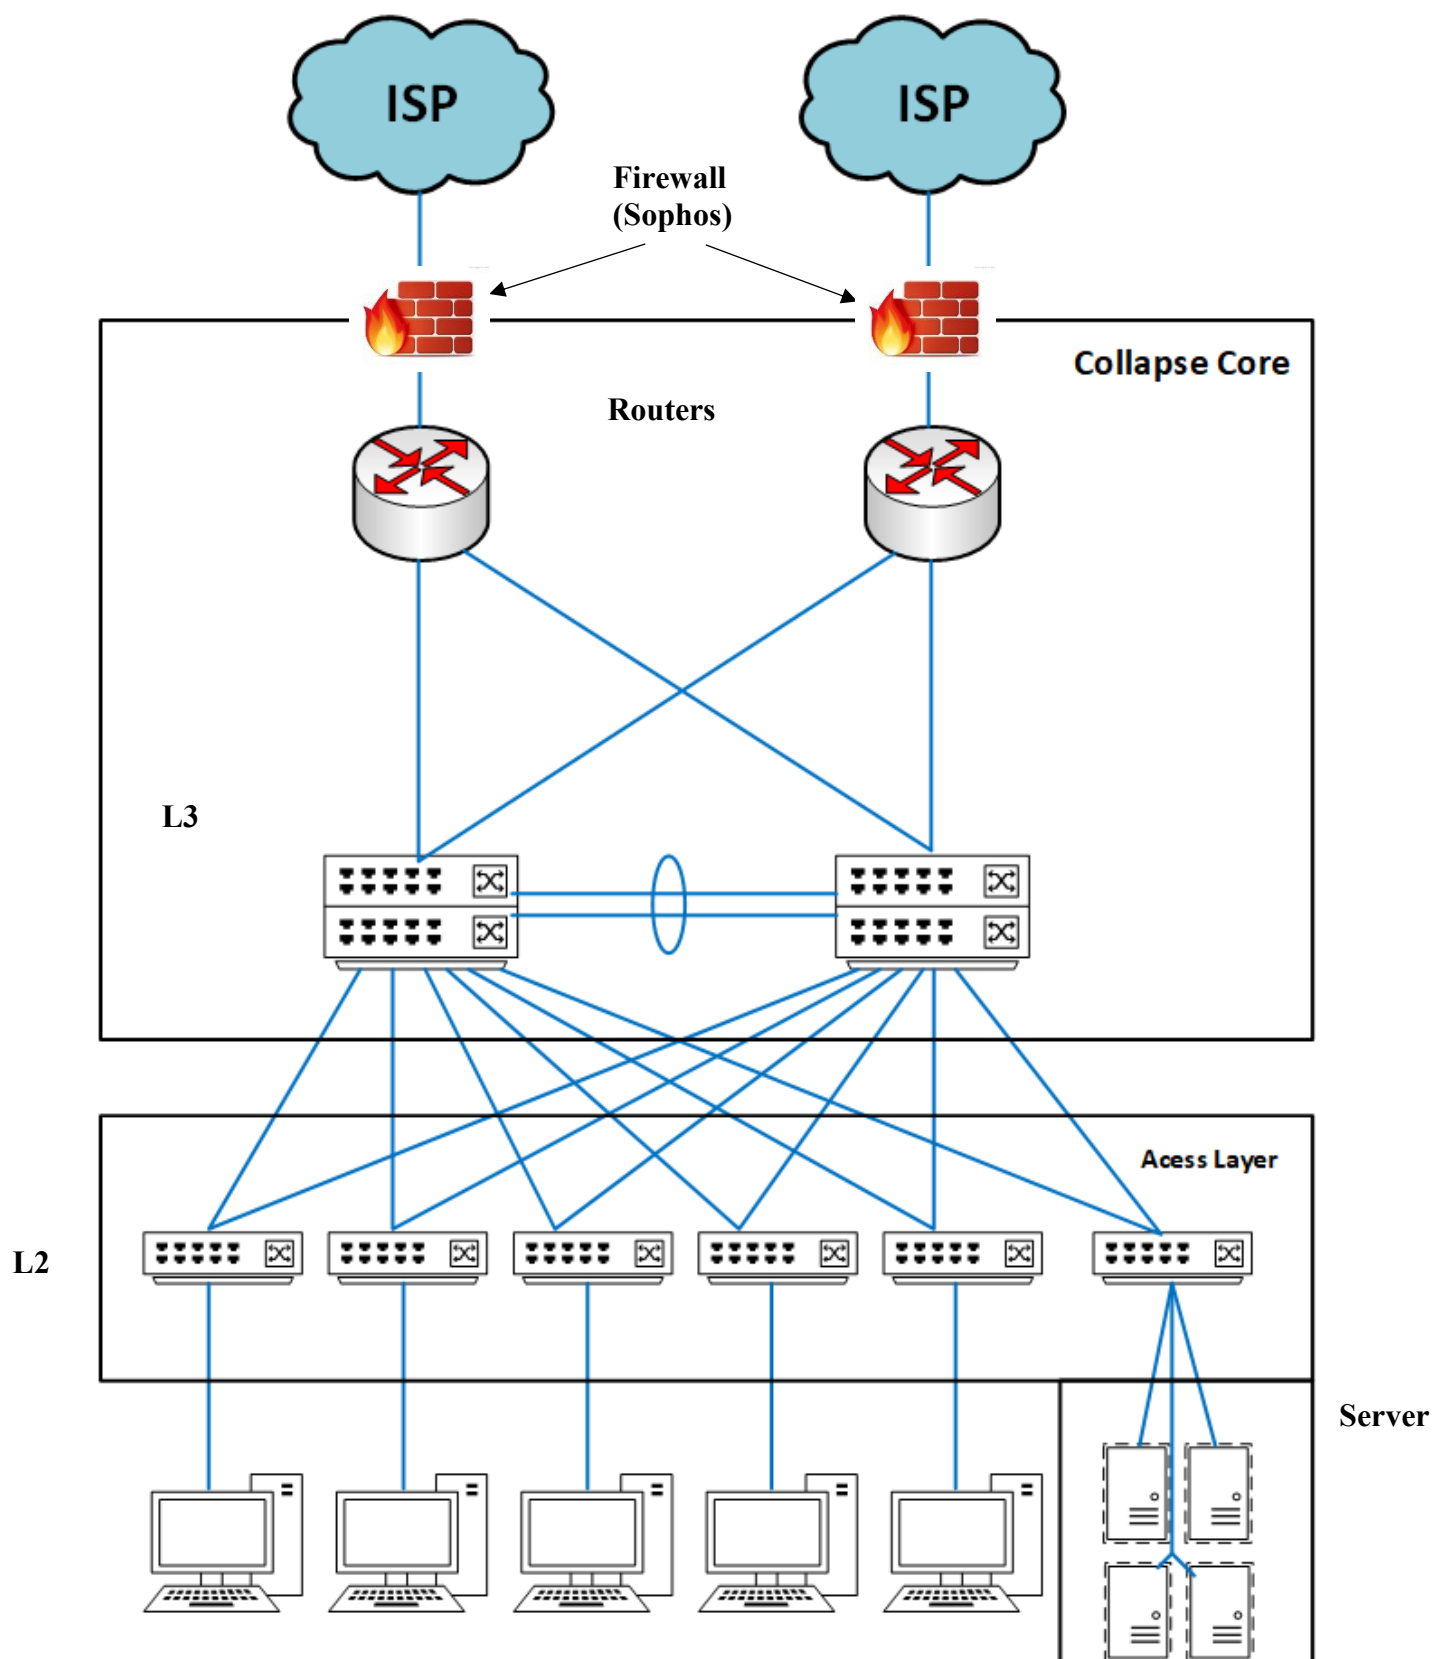 ISP
ISP
Firewall
(Sophos)
Collapse Core
Routers
L3
Acess Layer
L2
Server